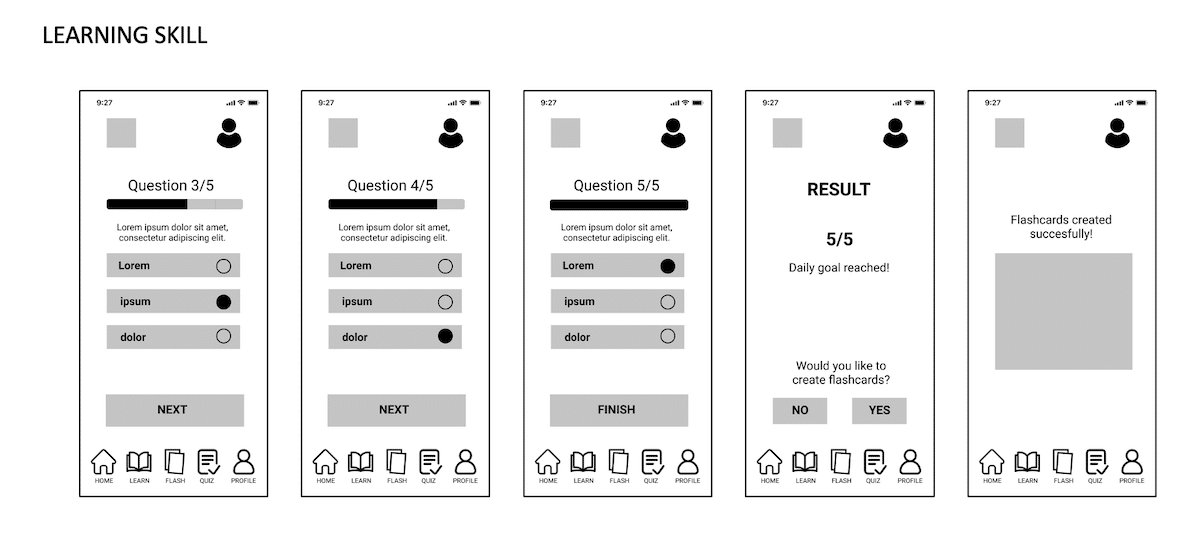 LEARNING SKILL
9:27
Question 3/5
Lorem ipsum dolor sit amet,
consectetur adipiscing elit.
Lorem
ipsum
dolor
NEXT
HOME LEARN FLASH QUIZ PROFILE
9:27
Question 4/5
Lorem ipsum dolor sit amet,
consectetur adipiscing elit.
Lorem
ipsum
dolor
NEXT
HOME LEARN FLASH QUIZ PROFILE
9:27
Question 5/5
Lorem ipsum dolor sit amet,
consectetur adipiscing elit.
Lorem
ipsum
dolor
FINISH
HOME LEARN FLASH QUIZ PROFILE
9:27
RESULT
5/5
Daily goal reached!
Would you like to
create flashcards?
NO YES
HOME LEARN FLASH QUIZ PROFILE
9:27
Flashcards created
succesfully!
HOME LEARN FLASH QUIZ PROFILE